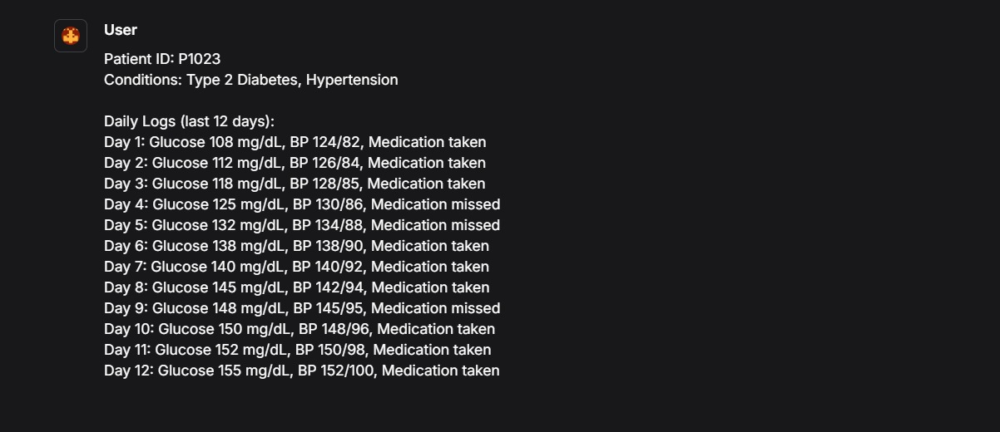 User
Patient ID: P1023
Conditions: Type 2 Diabetes, Hypertension
Daily Logs (last 12 days):
Day 1: Glucose 108 mg/dL, BP 124/82, Medication taken
Day 2: Glucose 112 mg/dL, BP 126/84, Medication taken
Day 3: Glucose 118 mg/dL, BP 128/85, Medication taken
Day 4: Glucose 125 mg/dL, BP 130/86, Medication missed
Day 5: Glucose 132 mg/dL, BP 134/88, Medication missed
Day 6: Glucose 138 mg/dL, BP 138/90, Medication taken
Day 7: Glucose 140 mg/dL, BP 140/92, Medication taken
Day 8: Glucose 145 mg/dL, BP 142/94, Medication taken
Day 9: Glucose 148 mg/dL, BP 145/95, Medication missed
Day 10: Glucose 150 mg/dL, BP 148/96, Medication taken
Day 11: Glucose 152 mg/dL, BP 150/98, Medication taken
Day 12: Glucose 155 mg/dL, BP 152/100, Medication taken